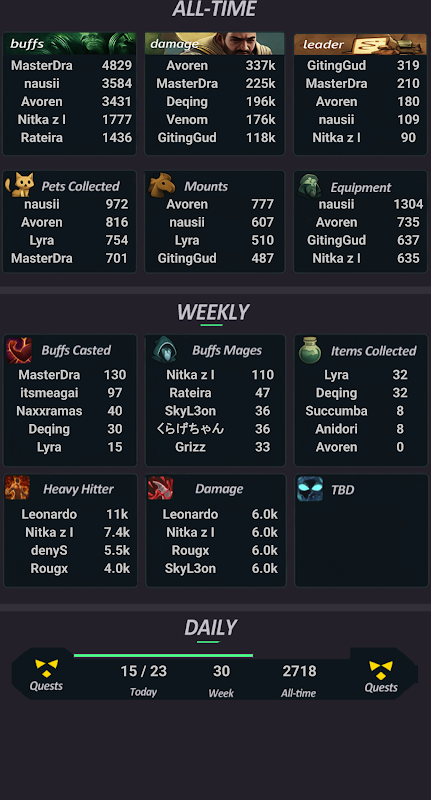 ALL-TIME
buffs
MasterDra 4829
nausii 3584
Avoren 3431
Nitka z l 1777
Rateira 1436
damage
Avoren 337k
MasterDra 225k
Deqing 196k
Venom 176k
GitingGud 118k
leader
GitingGud 319
MasterDra 210
Avoren 180
nausii 109
Nitka z l 90
Pets Collected
nausii 972
Avoren 816
Lyra 754
MasterDra 701
Mounts
Avoren 777
nausii 607
Lyra 510
GitingGud 487
Equipment
nausii 1304
Avoren 735
GitingGud 637
Nitka z l 635
WEEKLY
Buffs Casted
MasterDra 130
itsmeagai 97
Naxxramas 40
Deqing 30
Lyra 15
Buffs Mages
Nitka z l 110
Rateira 47
SkyL3on 36
くらげちゃん 36
Grizz 33
Items Collected
Lyra 32
Deqing 32
Succumba 8
Anidori 8
Avoren 0
Heavy Hitter
Leonardo 11k
Nitka z l 7.4k
denyS 5.5k
Rougx 4.0k
Damage
Leonardo 6.0k
Nitka z l 6.0k
Rougx 6.0k
SkyL3on 6.0k
TBD
DAILY
Quests
15 / 23
Today
30
Week
2718
All-time
Quests